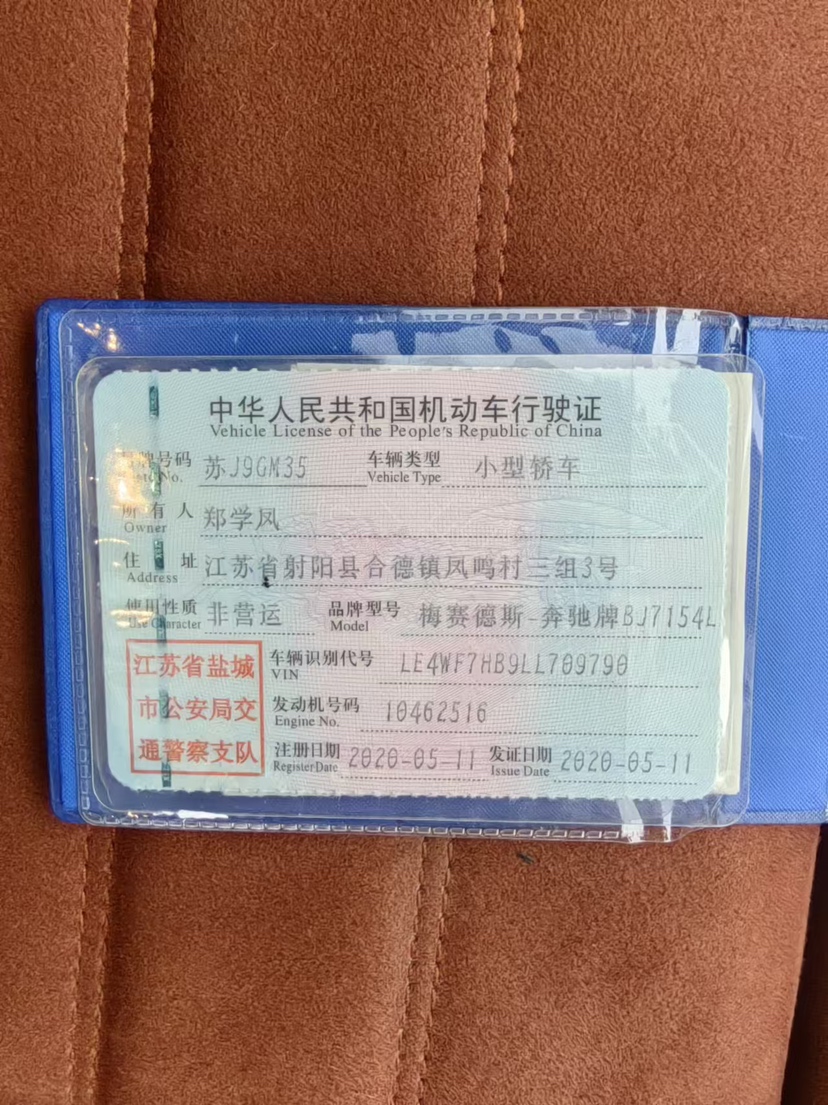 中华人民共和国机动车行驶证
Vehicle License of the People's Republic of China
号牌号码 苏J9GM35 车辆类型 小型轿车
Plate No. Vehicle Type
所有人 郑学凤
Owner
住址 江苏省射阳县合德镇凤鸣村三组3号
Address
使用性质 非营运 品牌型号 梅赛德斯-奔驰牌BJ7154L
Use Character Model
江苏省盐城
市公安局交
通警察支队
车辆识别代号 LE4WF7HB9LL709790
VIN
发动机号码 10462516
Engine No.
注册日期 2020-05-11 发证日期 2020-05-11
Register Date Issue Date